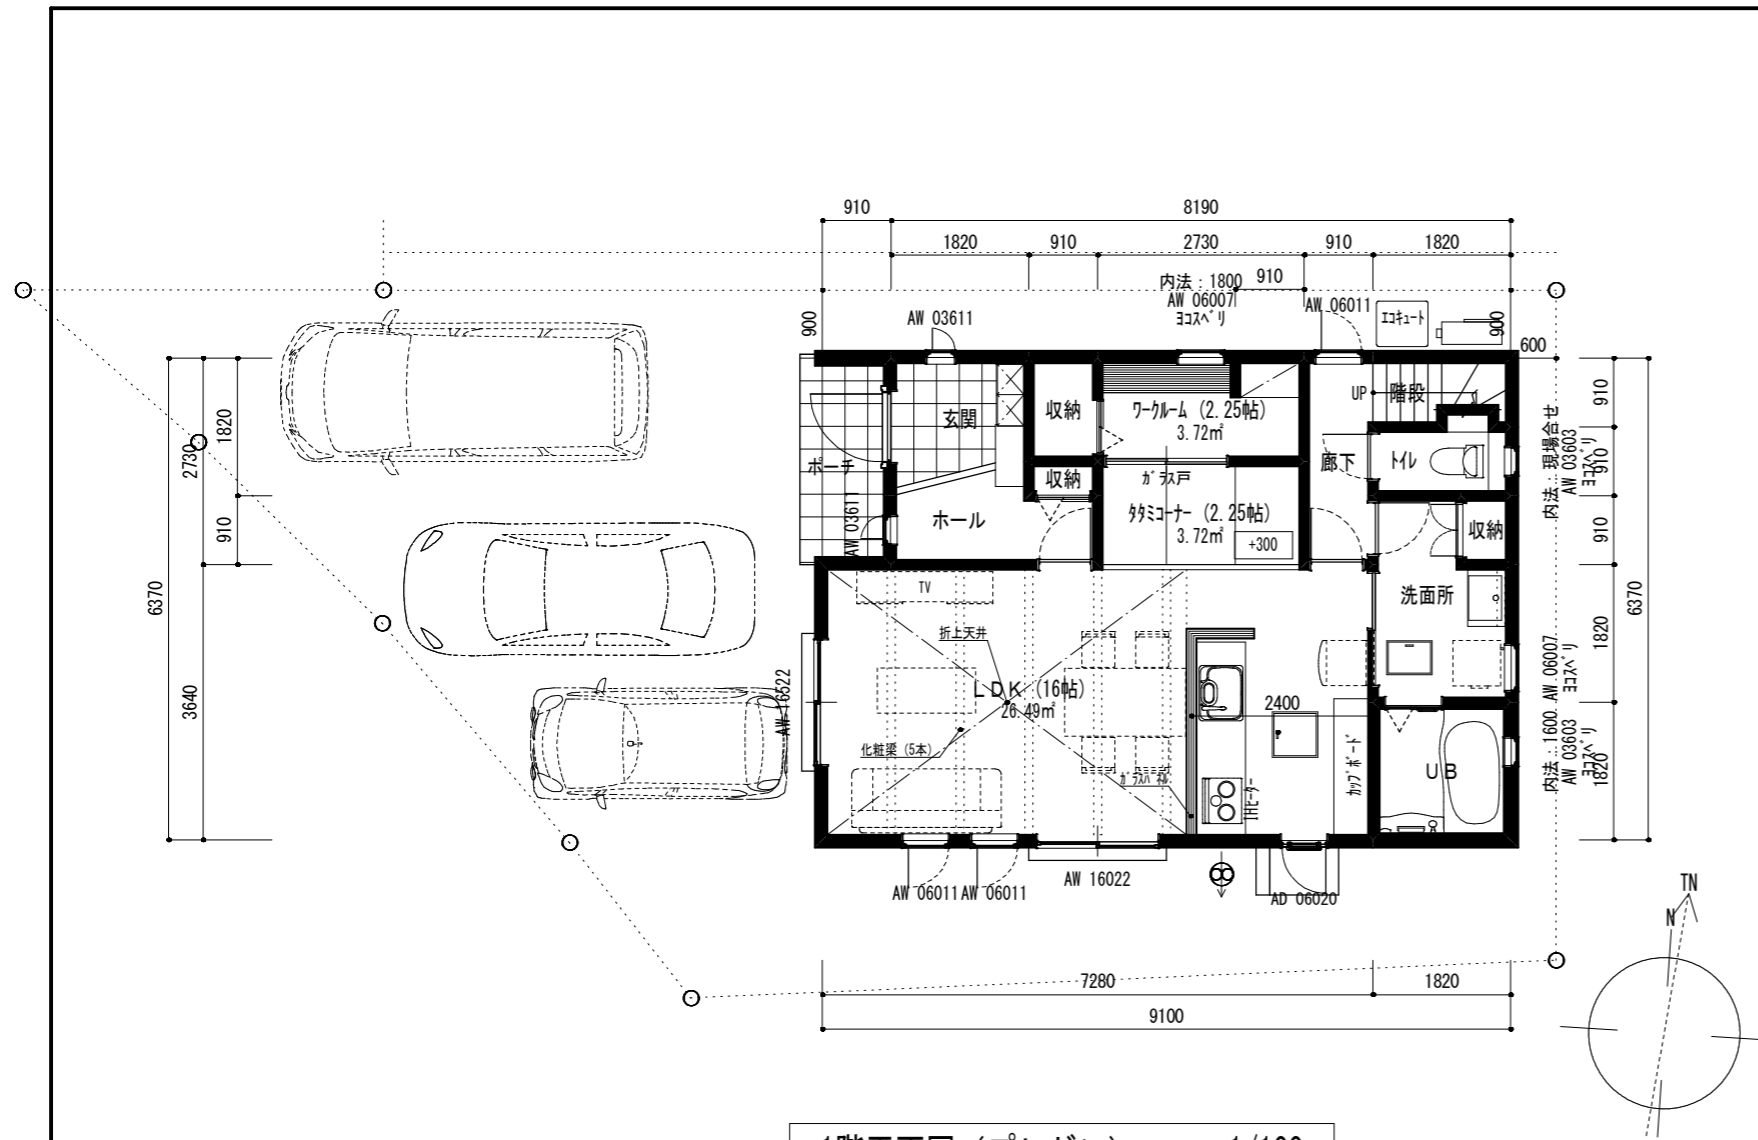 910
8190
1820
910
2730
910
1820
内法：1800
910
AW 06007
ﾖｺｽﾍﾞﾘ
AW 06011
AW 03611
ｴｺｷｭｰﾄ
900
900
600
玄関
収納
ﾜｰｸﾙｰﾑ (2.25帖)
3.72㎡
UP
階段
ポーチ
収納
ｶﾞﾗｽ戸
廊下
ﾄｲﾚ
AW 03611
ホール
ﾀﾀﾐｺｰﾅｰ (2.25帖)
3.72㎡
+300
収納
TV
洗面所
折上天井
ＬＤＫ (16帖)
26.49㎡
2400
化粧梁 (5本)
ｶﾞﾗｽﾊﾟﾈﾙ
IHﾋｰﾀｰ
ｶｯﾌﾟﾎﾞｰﾄﾞ
ＵＢ
AW 16522
AW 06011
AW 06011
AW 16022
AD 06020
6370
2730
3640
1820
910
内法：現場合せ
AW 03603
ﾖｺｽﾍﾞﾘ
内法：1600 AW 06007
ﾖｺｽﾍﾞﾘ
AW 03603
ﾖｺｽﾍﾞﾘ
910
910
910
1820
1820
6370
7280
1820
9100
TN
N